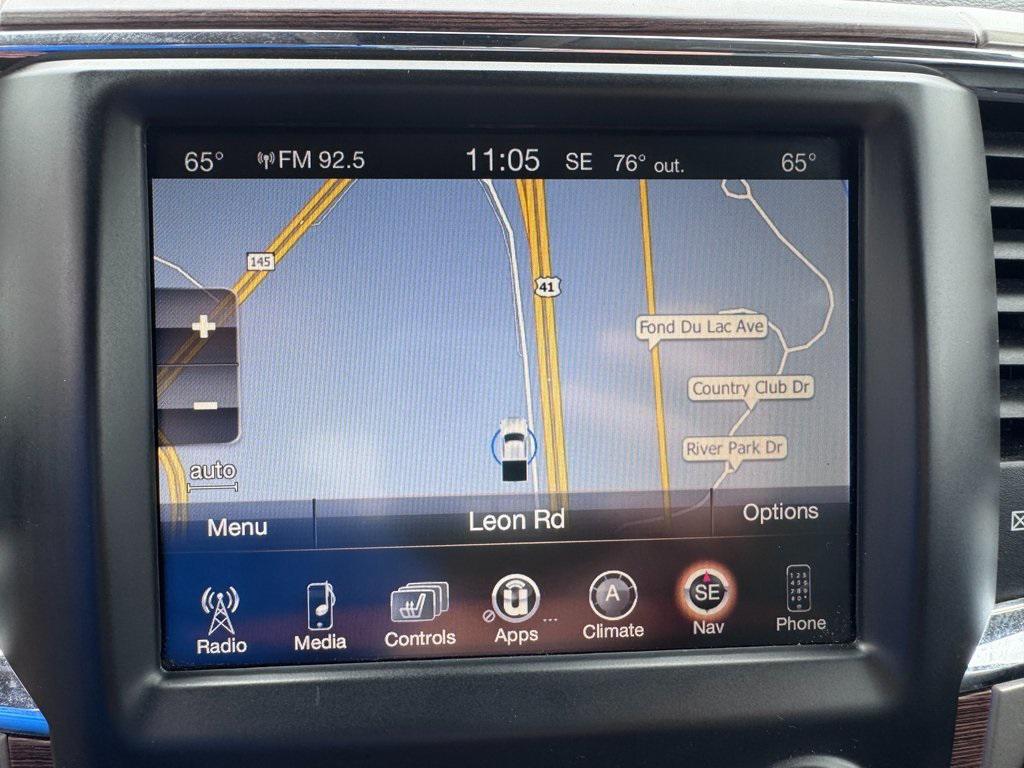 65° FM 92.5 11:05 SE 76° out. 65°
145
41
Fond Du Lac Ave
Country Club Dr
River Park Dr
+
−
auto
Menu Leon Rd Options
A SE
Radio Media Controls Apps ... Climate Nav Phone